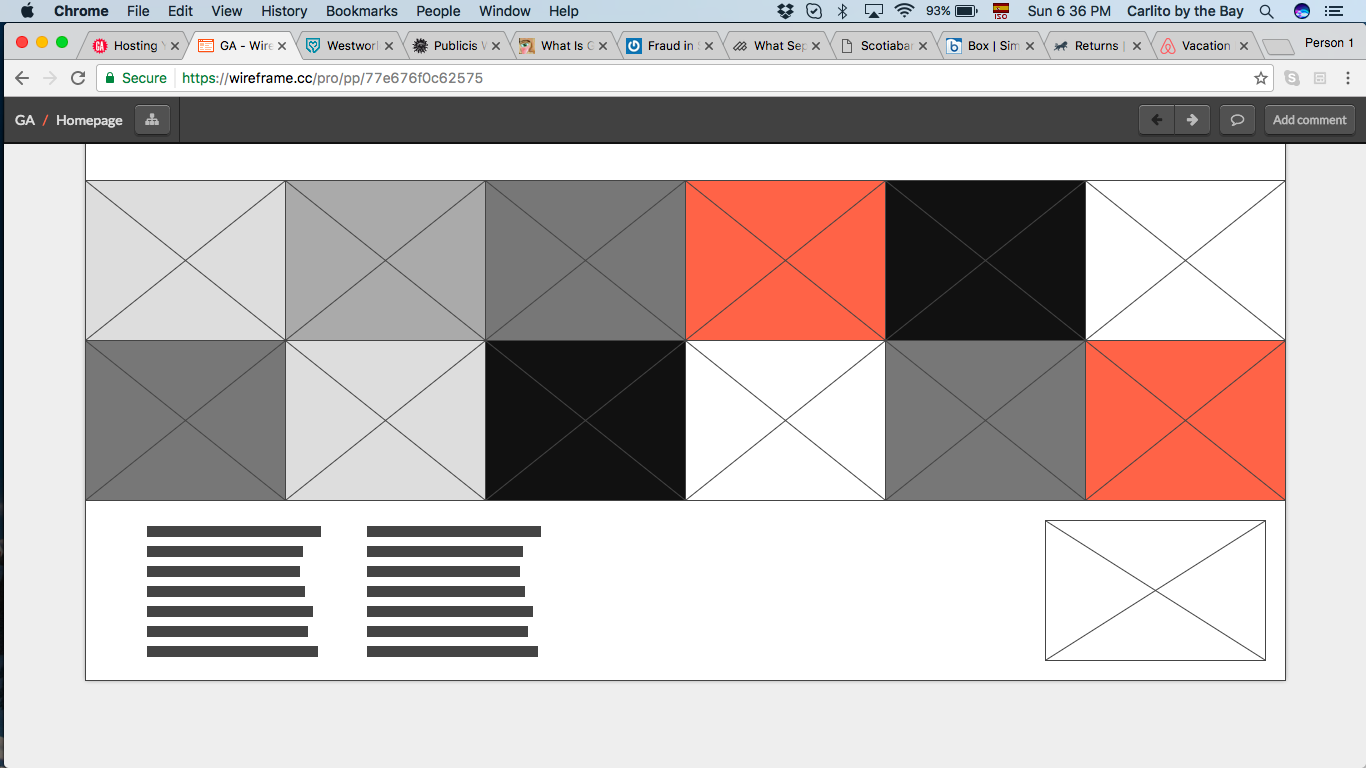 Chrome File Edit View History Bookmarks People Window Help 93% ISO Sun 6 36 PM Carlito by the Bay
Hosting GA - Wire Westworl Publicis What Is Fraud in What Sep Scotiaba Box | Sim Returns | Vacation Person 1
Secure https://wireframe.cc/pro/pp/77e676f0c62575
GA / Homepage Add comment